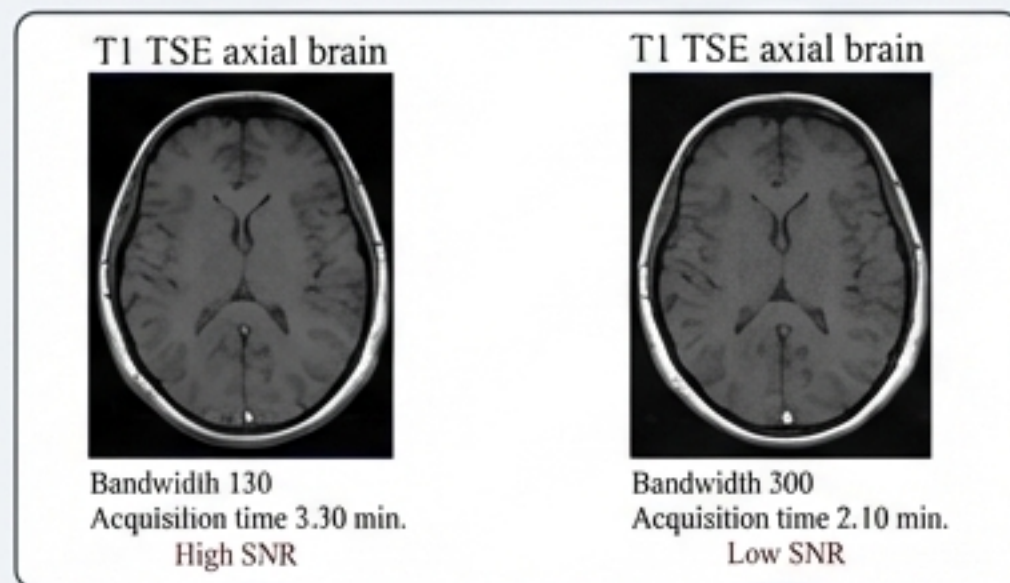 T1 TSE axial brain
Bandwidth 130
Acquisilion time 3.30 min.
High SNR
T1 TSE axial brain
Bandwidth 300
Acquisition time 2.10 min.
Low SNR